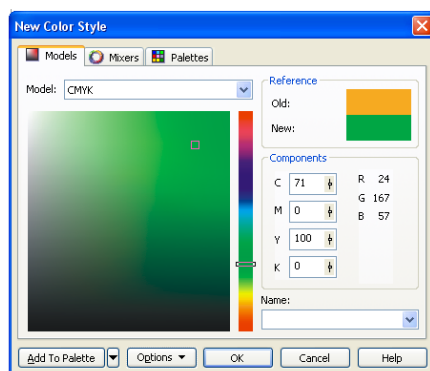 New Color Style
Models Mixers Palettes
Model: CMYK
Reference
Old:
New:
Components
C 71 R 24
M 0 G 167
Y 100 B 57
K 0
Name:
Add To Palette Options OK Cancel Help